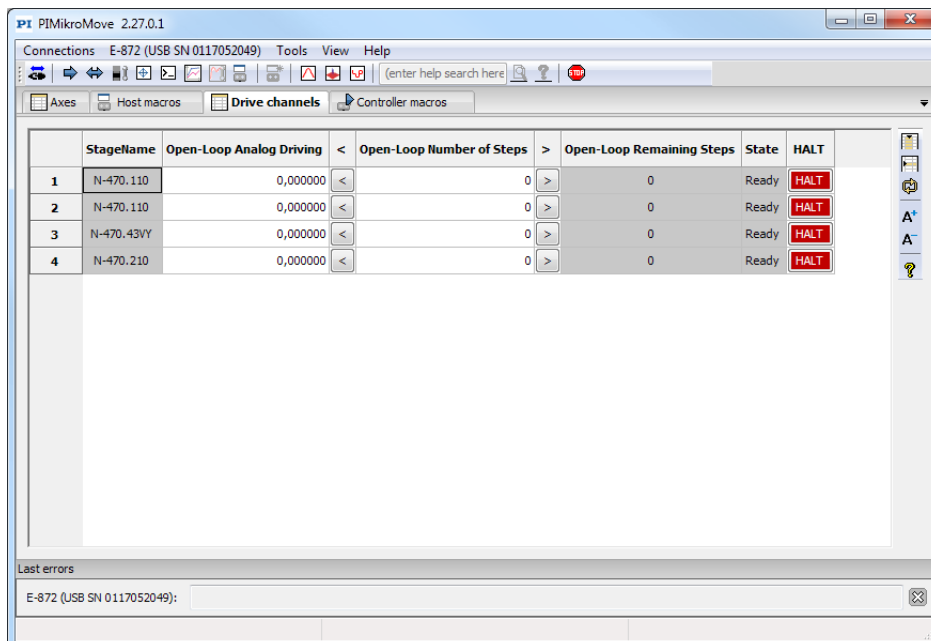 PI PIMikroMove 2.27.0.1
Connections E-872 (USB SN 0117052049) Tools View Help
(enter help search here ? STOP
Axes Host macros Drive channels Controller macros
StageName Open-Loop Analog Driving < Open-Loop Number of Steps > Open-Loop Remaining Steps State HALT
1 N-470.110 0,000000 < 0 > 0 Ready HALT
2 N-470.110 0,000000 < 0 > 0 Ready HALT
3 N-470.43VY 0,000000 < 0 > 0 Ready HALT
4 N-470.210 0,000000 < 0 > 0 Ready HALT
A+
A-
?
Last errors
E-872 (USB SN 0117052049):